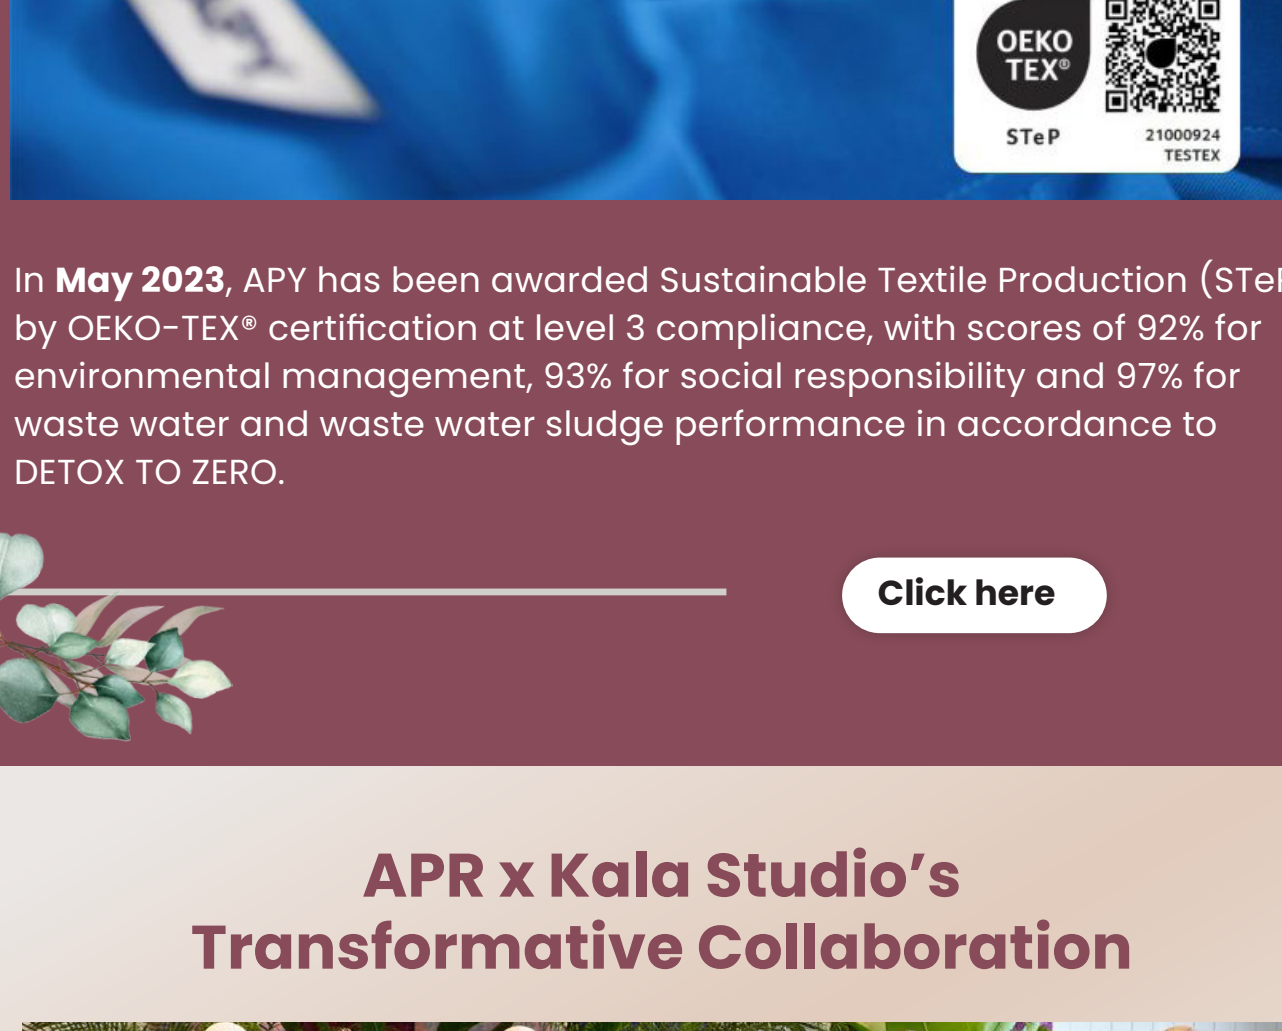 APY
OEKO
TEX®
STeP
21000924
TESTEX
In May 2023, APY has been awarded Sustainable Textile Production (STeP
by OEKO-TEX® certification at level 3 compliance, with scores of 92% for
environmental management, 93% for social responsibility and 97% for
waste water and waste water sludge performance in accordance to
DETOX TO ZERO.
Click here
APR x Kala Studio’s
Transformative Collaboration